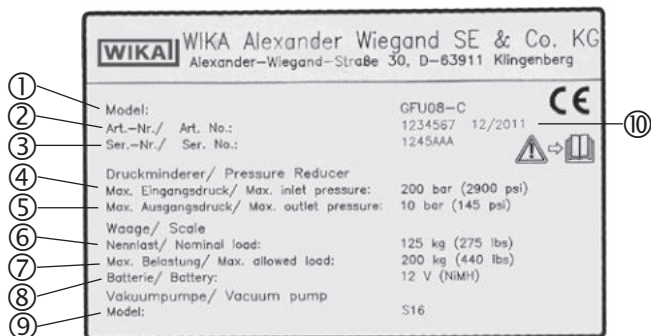 WIKA WIKA Alexander Wiegand SE & Co. KG
Alexander-Wiegand-Straße 30, D-63911 Klingenberg
① Model: GFU08-C CE
② Art.-Nr./ Art. No.: 1234567 12/2011 ⑩
③ Ser.-Nr./ Ser. No.: 1245AAA
Druckminderer/ Pressure Reducer
④ Max. Eingangsdruck/ Max. inlet pressure: 200 bar (2900 psi)
⑤ Max. Ausgangsdruck/ Max. outlet pressure: 10 bar (145 psi)
Waage/ Scale
⑥ Nennlast/ Nominal load: 125 kg (275 lbs)
⑦ Max. Belastung/ Max. allowed load: 200 kg (440 lbs)
⑧ Batterie/ Battery: 12 V (NiMH)
Vakuumpumpe/ Vacuum pump
⑨ Model: S16